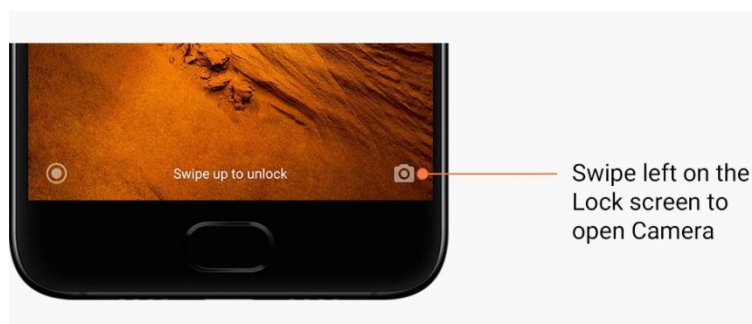 Swipe up to unlock
Swipe left on the
Lock screen to
open Camera